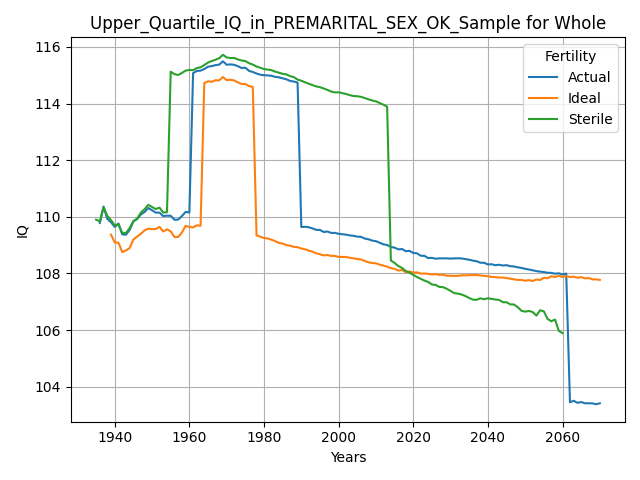 Upper_Quartile_IQ_in_PREMARITAL_SEX_OK_Sample for Whole
116
114
112
110
108
106
104
IQ
Fertility
Actual
Ideal
Sterile
1940
1960
1980
2000
2020
2040
2060
Years